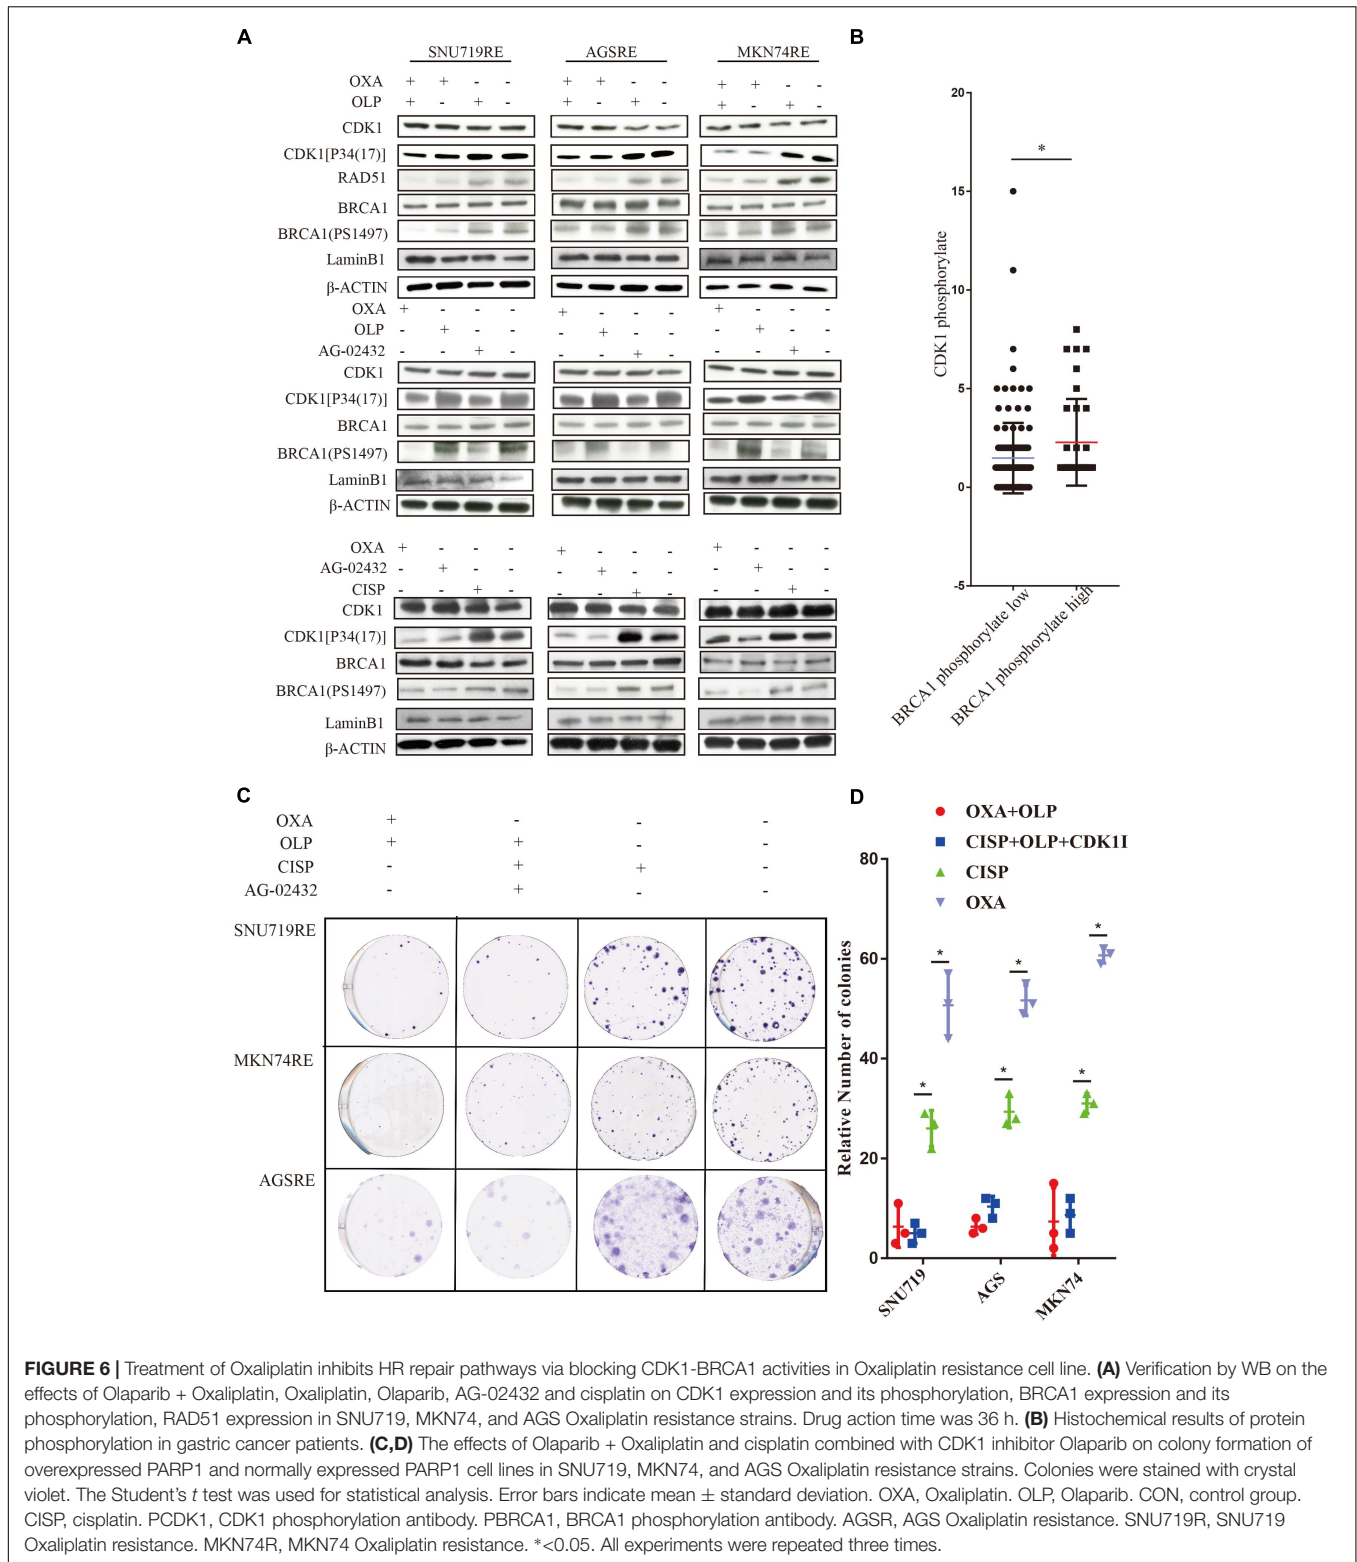 A
SNU719RE AGSRE MKN74RE
OXA + + - - + + - - + + - -
OLP + - + - + - + - + - + -
CDK1
CDK1[P34(17)]
RAD51
BRCA1
BRCA1(PS1497)
LaminB1
β-ACTIN
OXA + - - - + - - - + - - -
OLP - + - - - + - - - + - -
AG-02432 - - + - - - + - - - + -
CDK1
CDK1[P34(17)]
BRCA1
BRCA1(PS1497)
LaminB1
β-ACTIN
OXA + - - - + - - - + - - -
AG-02432 - + - - - + - - - + - -
CISP - - + - - - + - - - + -
CDK1
CDK1[P34(17)]
BRCA1
BRCA1(PS1497)
LaminB1
β-ACTIN
B
CDK1 phosphorylate
20
15
10
5
0
-5
*
BRCA1 phosphorylate low
BRCA1 phosphorylate high
C
OXA + - - -
OLP + + - -
CISP - + + -
AG-02432 - + - -
SNU719RE
MKN74RE
AGSRE
D
OXA+OLP
CISP+OLP+CDK1I
CISP
OXA
Relative Number of colonies
80
60
40
20
0
* * *
* * *
SNU719
AGS
MKN74
FIGURE 6 | Treatment of Oxaliplatin inhibits HR repair pathways via blocking CDK1-BRCA1 activities in Oxaliplatin resistance cell line. (A) Verification by WB on the
effects of Olaparib + Oxaliplatin, Oxaliplatin, Olaparib, AG-02432 and cisplatin on CDK1 expression and its phosphorylation, BRCA1 expression and its
phosphorylation, RAD51 expression in SNU719, MKN74, and AGS Oxaliplatin resistance strains. Drug action time was 36 h. (B) Histochemical results of protein
phosphorylation in gastric cancer patients. (C,D) The effects of Olaparib + Oxaliplatin and cisplatin combined with CDK1 inhibitor Olaparib on colony formation of
overexpressed PARP1 and normally expressed PARP1 cell lines in SNU719, MKN74, and AGS Oxaliplatin resistance strains. Colonies were stained with crystal
violet. The Student's t test was used for statistical analysis. Error bars indicate mean ± standard deviation. OXA, Oxaliplatin. OLP, Olaparib. CON, control group.
CISP, cisplatin. PCDK1, CDK1 phosphorylation antibody. PBRCA1, BRCA1 phosphorylation antibody. AGSR, AGS Oxaliplatin resistance. SNU719R, SNU719
Oxaliplatin resistance. MKN74R, MKN74 Oxaliplatin resistance. *<0.05. All experiments were repeated three times.